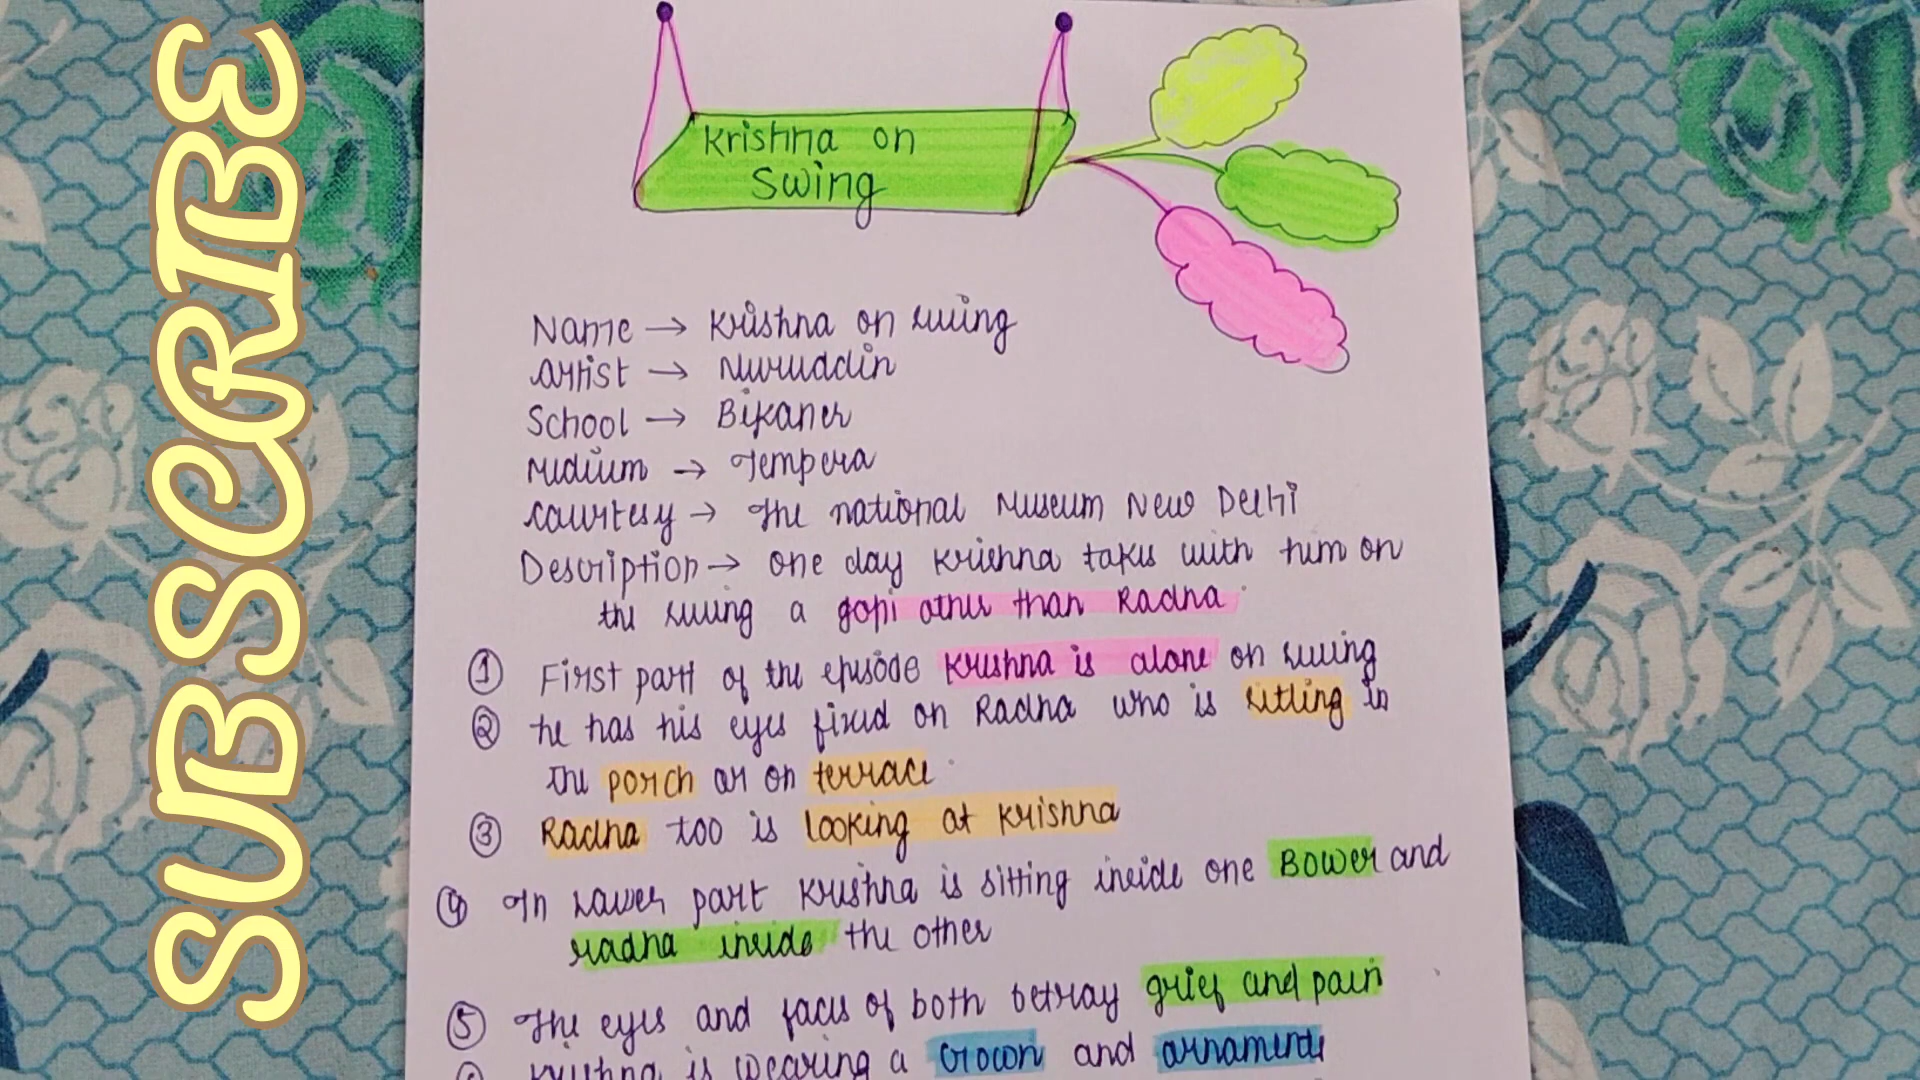 SUBSCRIBE
Krishna on
Swing
Name → Krishna on swing
Artist → Nuruddin
School → Bikaner
Medium → Tempera
Courtesy → The national Museum New Delhi
Description → One day Krishna takes with him on
the swing a gopi other than Radha
① First part of the episode Krishna is alone on swing
② he has his eyes fixed on Radha who is sitting in
the porch or on terrace
③ Radha too is looking at Krishna
④ In Lower part Krishna is sitting inside one Bower and
radha inside the other
⑤ The eyes and faces of both betray grief and pain
Krishna is wearing a crown and ornaments